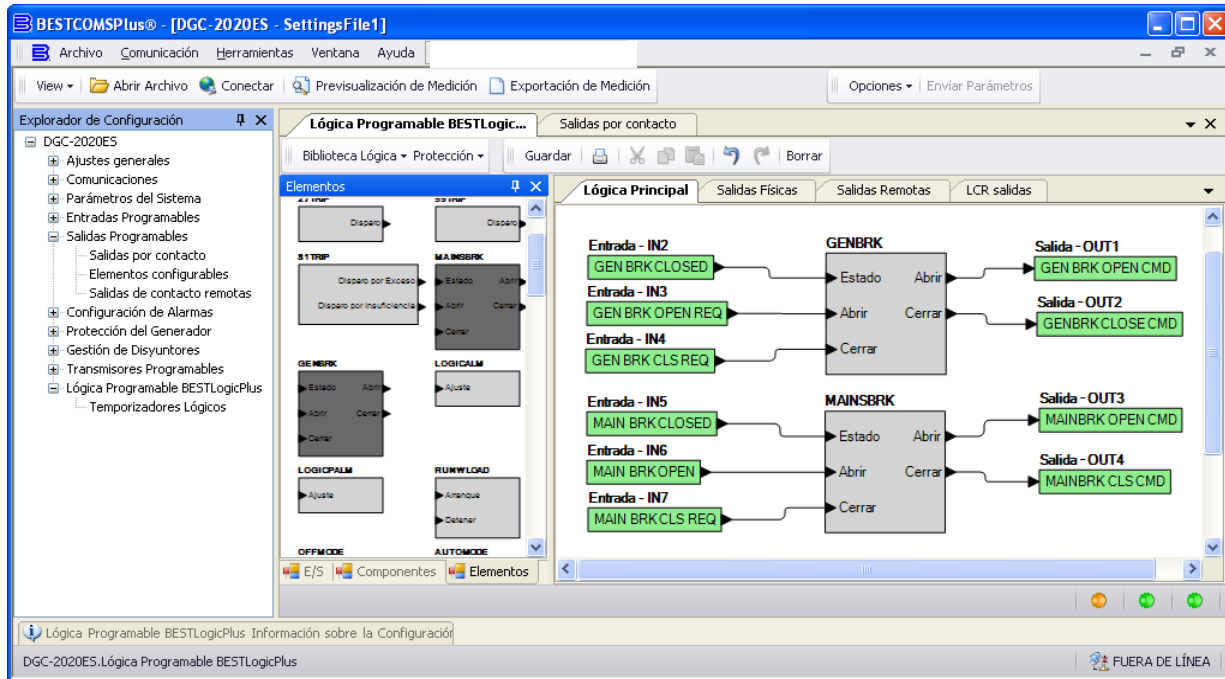 BESTCOMSPlus® - [DGC-2020ES - SettingsFile1]
Archivo Comunicación Herramientas Ventana Ayuda
View Abrir Archivo Conectar Previsualización de Medición Exportación de Medición Opciones Enviar Parámetros
Explorador de Configuración
DGC-2020ES
Ajustes generales
Comunicaciones
Parámetros del Sistema
Entradas Programables
Salidas Programables
Salidas por contacto
Elementos configurables
Salidas de contacto remotas
Configuración de Alarmas
Protección del Generador
Gestión de Disyuntores
Transmisores Programables
Lógica Programable BESTLogicPlus
Temporizadores Lógicos
Lógica Programable BESTLogic... Salidas por contacto
Biblioteca Lógica Protección Guardar Borrar
Elementos
27TRIP 59TRIP
Disparo Disparo
81TRIP MAINSBRK
Disparo por Exceso Estado Abrir
Disparo por Insuficiencia Abrir Cerrar
Cerrar
GENBRK LOGICALM
Estado Abrir Ajuste
Abrir Cerrar
Cerrar
LOGICPALM RUNWLOAD
Ajuste Arranque
Detener
OFFMODE AUTOMODE
E/S Componentes Elementos
Lógica Principal Salidas Físicas Salidas Remotas LCR salidas
Entrada - IN2 GENBRK Salida - OUT1
GEN BRK CLOSED Estado Abrir GEN BRK OPEN CMD
Entrada - IN3 Salida - OUT2
GEN BRK OPEN REQ Abrir Cerrar GENBRK CLOSE CMD
Entrada - IN4
GEN BRK CLS REQ Cerrar
Entrada - IN5 MAINSBRK Salida - OUT3
MAIN BRK CLOSED Estado Abrir MAINBRK OPEN CMD
Entrada - IN6 Salida - OUT4
MAIN BRK OPEN Abrir Cerrar MAINBRK CLS CMD
Entrada - IN7
MAIN BRK CLS REQ Cerrar
Lógica Programable BESTLogicPlus Información sobre la Configuración
DGC-2020ES.Lógica Programable BESTLogicPlus FUERA DE LÍNEA